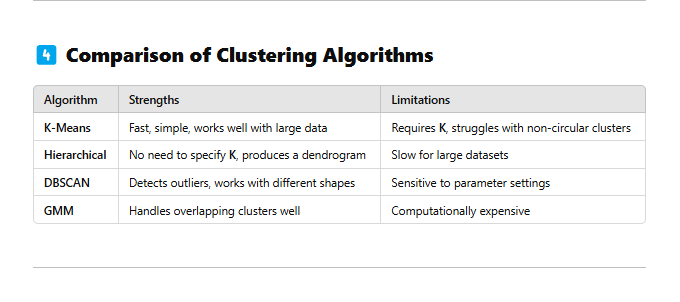 4 Comparison of Clustering Algorithms
Algorithm Strengths Limitations
K-Means Fast, simple, works well with large data Requires K, struggles with non-circular clusters
Hierarchical No need to specify K, produces a dendrogram Slow for large datasets
DBSCAN Detects outliers, works with different shapes Sensitive to parameter settings
GMM Handles overlapping clusters well Computationally expensive